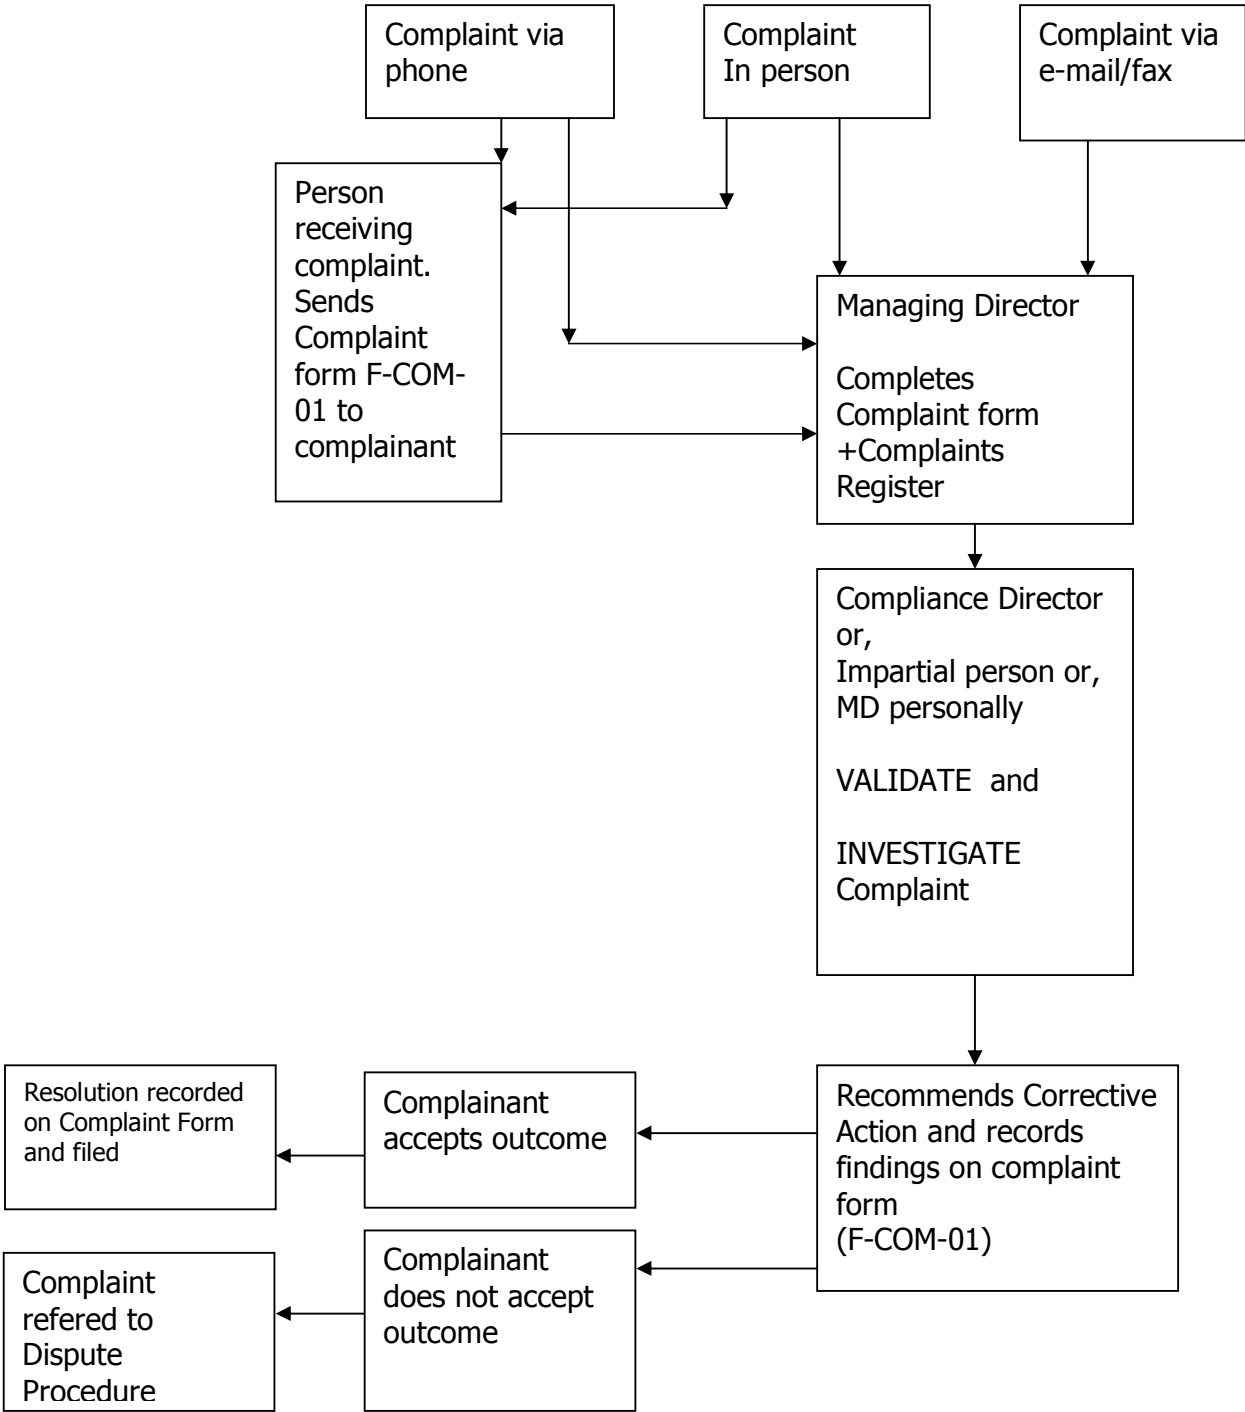 Complaint via
phone
Complaint
In person
Complaint via
e-mail/fax
Person
receiving
complaint.
Sends
Complaint
form F-COM-
01 to
complainant
Managing Director
Completes
Complaint form
+Complaints
Register
Compliance Director
or,
Impartial person or,
MD personally
VALIDATE  and
INVESTIGATE
Complaint
Recommends Corrective
Action and records
findings on complaint
form
(F-COM-01)
Complainant
accepts outcome
Resolution recorded
on Complaint Form
and filed
Complainant
does not accept
outcome
Complaint
refered to
Dispute
Procedure